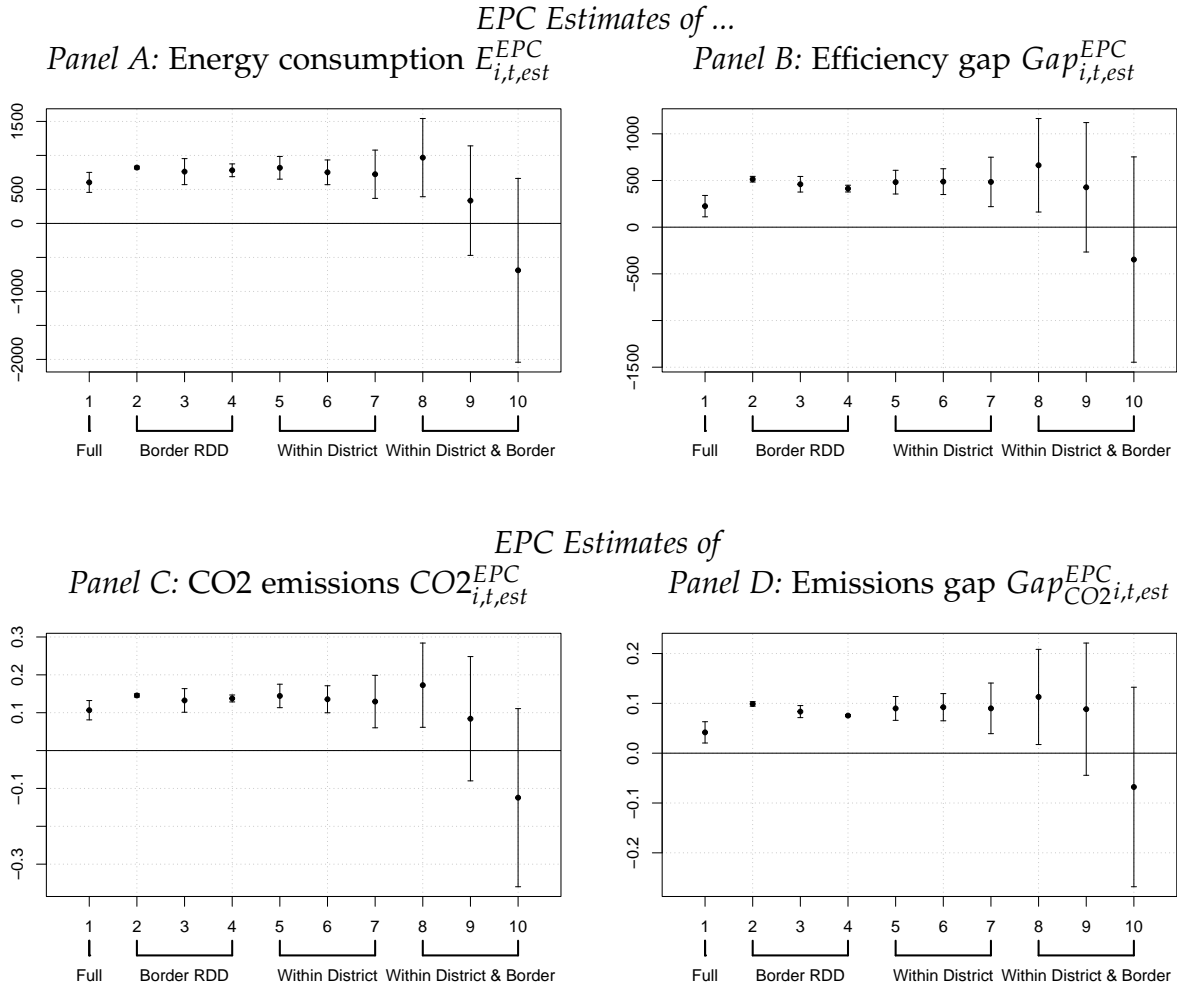 EPC Estimates of ...
Panel A: Energy consumption E^{EPC}_{i,t,est}
Panel B: Efficiency gap Gap^{EPC}_{i,t,est}
1500
500
0
−1000
−2000
1 2 3 4 5 6 7 8 9 10
Full Border RDD Within District Within District & Border
1000
500
0
−500
−1500
1 2 3 4 5 6 7 8 9 10
Full Border RDD Within District Within District & Border
EPC Estimates of
Panel C: CO2 emissions CO2^{EPC}_{i,t,est}
Panel D: Emissions gap Gap^{EPC}_{CO2 i,t,est}
0.3
0.2
0.1
−0.1
−0.3
1 2 3 4 5 6 7 8 9 10
Full Border RDD Within District Within District & Border
0.2
0.1
0.0
−0.1
−0.2
1 2 3 4 5 6 7 8 9 10
Full Border RDD Within District Within District & Border